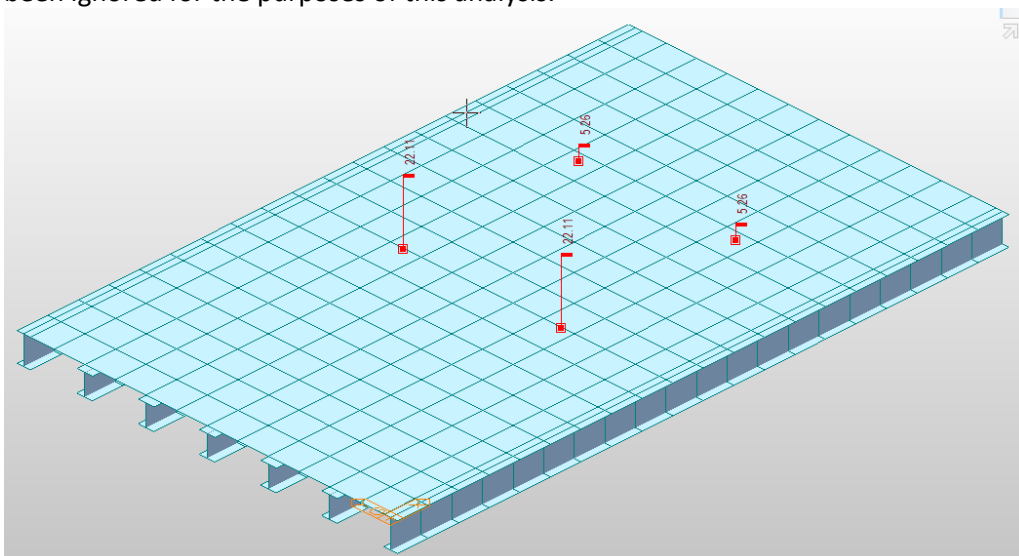 been ignored for the purposes of this analysis.
5.26
22.11
5.26
22.11